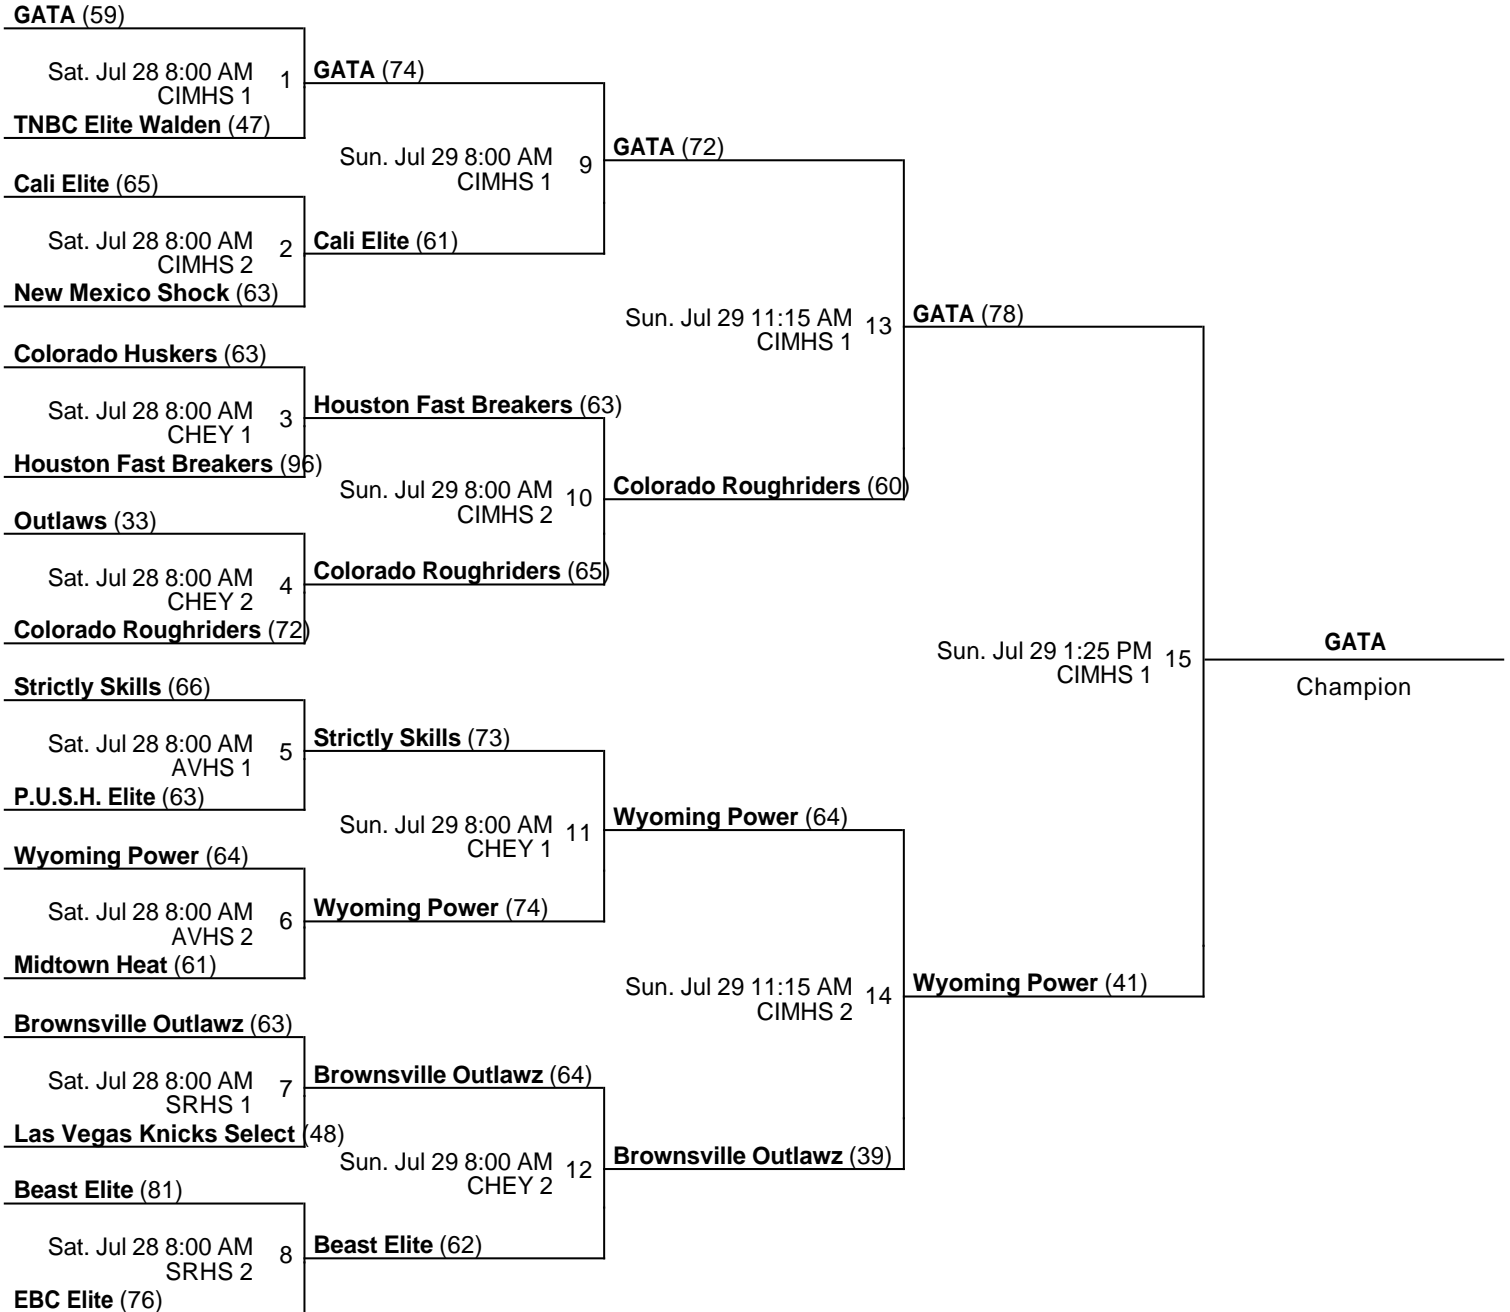 GATA (59)
Sat. Jul 28 8:00 AM
CIMHS 1
1
TNBC Elite Walden (47)
Cali Elite (65)
Sat. Jul 28 8:00 AM
CIMHS 2
2
New Mexico Shock (63)
Colorado Huskers (63)
Sat. Jul 28 8:00 AM
CHEY 1
3
Houston Fast Breakers (96)
Outlaws (33)
Sat. Jul 28 8:00 AM
CHEY 2
4
Colorado Roughriders (72)
Strictly Skills (66)
Sat. Jul 28 8:00 AM
AVHS 1
5
P.U.S.H. Elite (63)
Wyoming Power (64)
Sat. Jul 28 8:00 AM
AVHS 2
6
Midtown Heat (61)
Brownsville Outlawz (63)
Sat. Jul 28 8:00 AM
SRHS 1
7
Las Vegas Knicks Select (48)
Beast Elite (81)
Sat. Jul 28 8:00 AM
SRHS 2
8
EBC Elite (76)
GATA (74)
Sun. Jul 29 8:00 AM
CIMHS 1
9
Cali Elite (61)
Houston Fast Breakers (63)
Sun. Jul 29 8:00 AM
CIMHS 2
10
Colorado Roughriders (65)
Strictly Skills (73)
Sun. Jul 29 8:00 AM
CHEY 1
11
Wyoming Power (74)
Brownsville Outlawz (64)
Sun. Jul 29 8:00 AM
CHEY 2
12
Beast Elite (62)
GATA (72)
Sun. Jul 29 11:15 AM
CIMHS 1
13
Colorado Roughriders (60)
Wyoming Power (64)
Sun. Jul 29 11:15 AM
CIMHS 2
14
Brownsville Outlawz (39)
GATA (78)
Sun. Jul 29 1:25 PM
CIMHS 1
15
Wyoming Power (41)
GATA
Champion